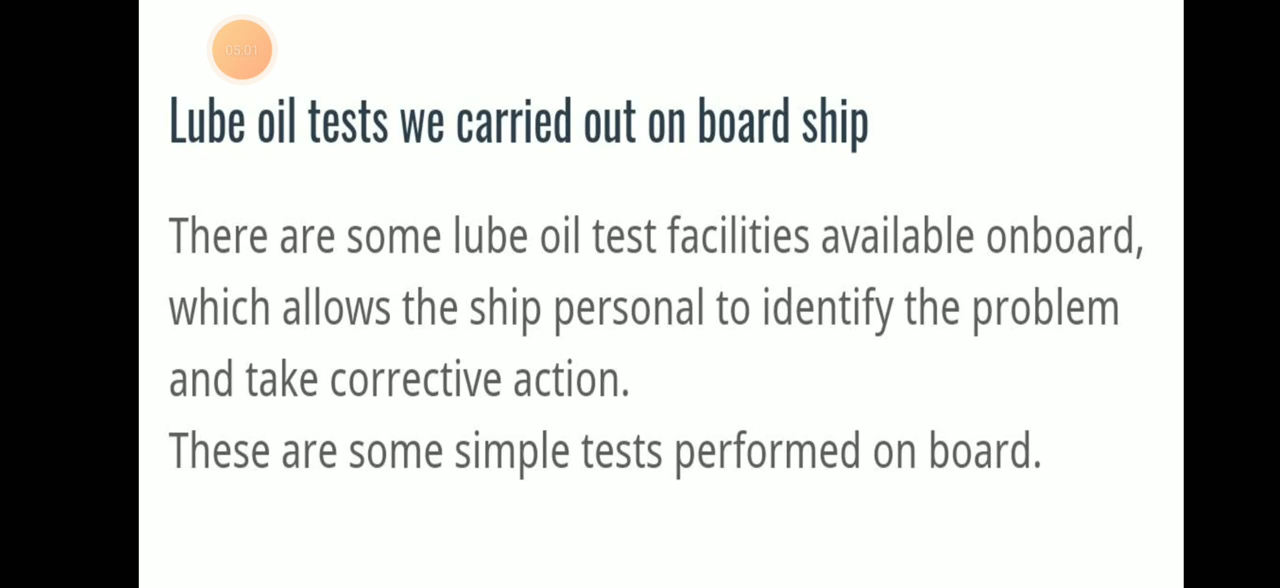 05:01
Lube oil tests we carried out on board ship
There are some lube oil test facilities available onboard,
which allows the ship personal to identify the problem
and take corrective action.
These are some simple tests performed on board.